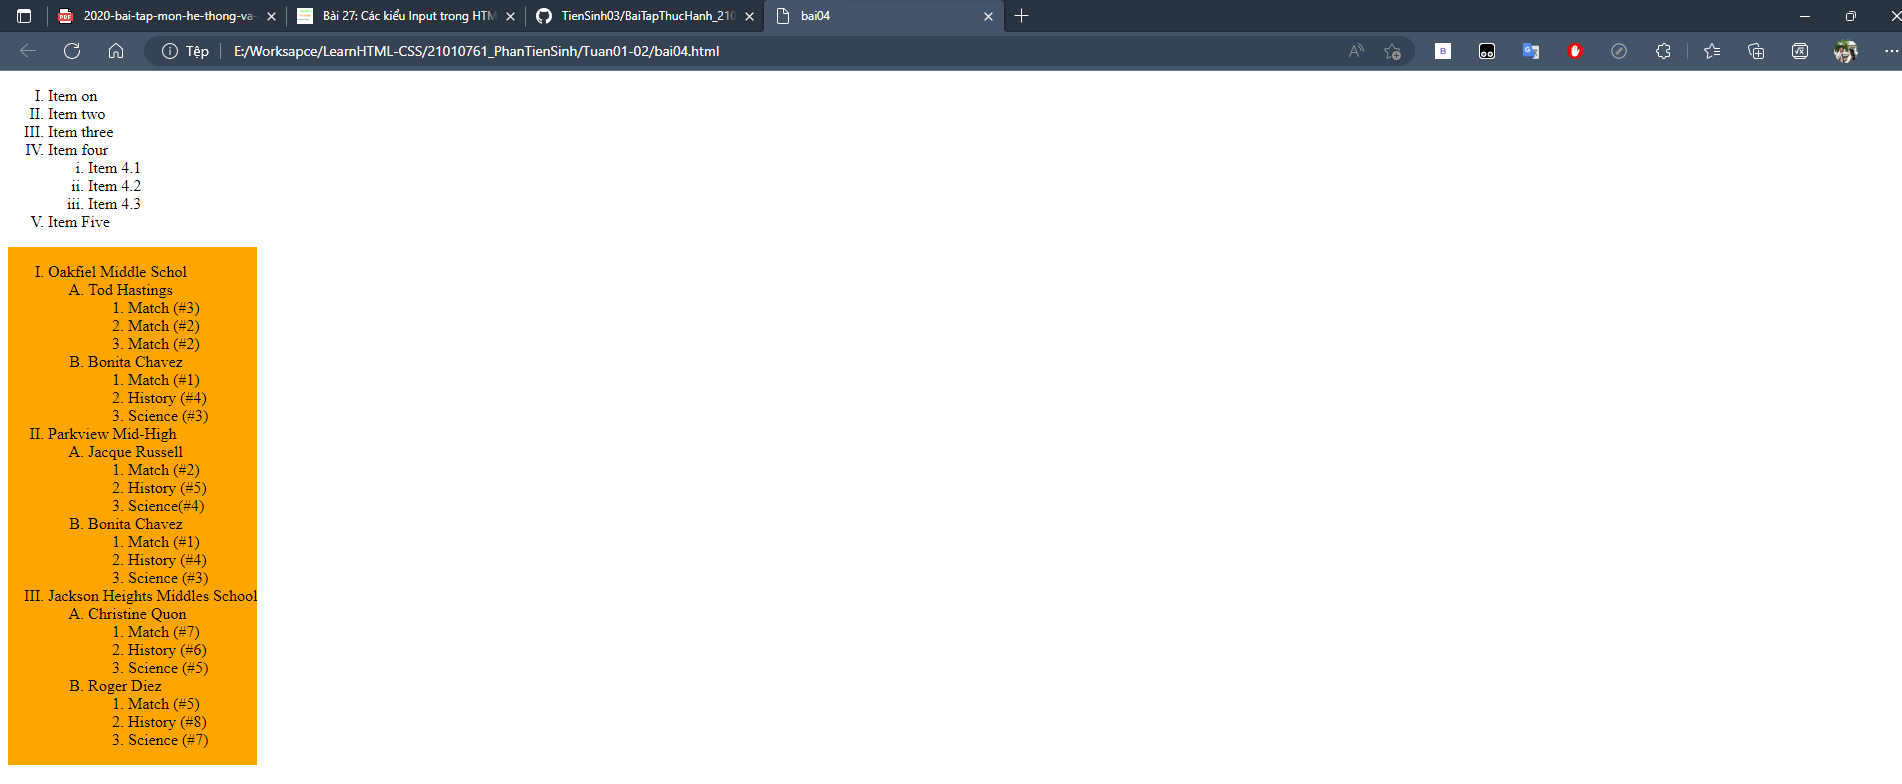 2020-bai-tap-mon-he-thong-va-
Bài 27: Các kiểu Input trong HTM
TienSinh03/BaiTapThucHanh_210
bai04
Tệp
E:/Worksapce/LearnHTML-CSS/21010761_PhanTienSinh/Tuan01-02/bai04.html
I. Item on
II. Item two
III. Item three
IV. Item four
i. Item 4.1
ii. Item 4.2
iii. Item 4.3
V. Item Five
I. Oakfiel Middle Schol
A. Tod Hastings
1. Match (#3)
2. Match (#2)
3. Match (#2)
B. Bonita Chavez
1. Match (#1)
2. History (#4)
3. Science (#3)
II. Parkview Mid-High
A. Jacque Russell
1. Match (#2)
2. History (#5)
3. Science(#4)
B. Bonita Chavez
1. Match (#1)
2. History (#4)
3. Science (#3)
III. Jackson Heights Middles School
A. Christine Quon
1. Match (#7)
2. History (#6)
3. Science (#5)
B. Roger Diez
1. Match (#5)
2. History (#8)
3. Science (#7)